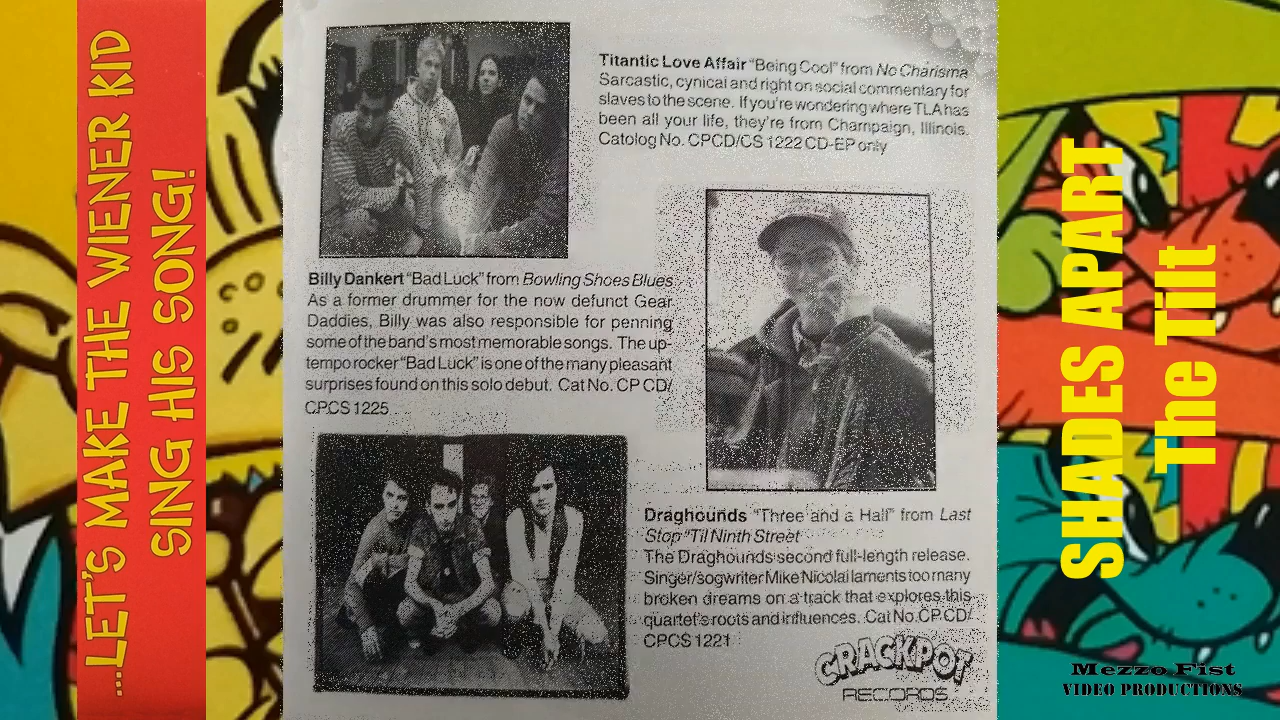 ...LET'S MAKE THE WIENER KID
SING HIS SONG!
Titantic Love Affair "Being Cool" from No Charisma
Sarcastic, cynical and right on social commentary for
slaves to the scene. If you're wondering where TLA has
been all your life, they're from Champaign, Illinois.
Catolog No. CPCD/CS 1222 CD-EP only
Billy Dankert "Bad Luck" from Bowling Shoes Blues
As a former drummer for the now defunct Gear
Daddies, Billy was also responsible for penning
some of the band's most memorable songs. The up-
tempo rocker "Bad Luck" is one of the many pleasant
surprises found on this solo debut. Cat No. CP CD/
CPCS 1225
Draghounds "Three and a Half" from Last
Stop "Til Ninth Street
The Draghounds second full-length release.
Singer/sogwriter Mike Nicolai laments too many
broken dreams on a track that explores this
quartet's roots and influences. Cat No. CP CD/
CPCS 1221
CRACKPOT
RECORDS
SHADES APART
The Tilt
Mezzo Fist
VIDEO PRODUCTIONS